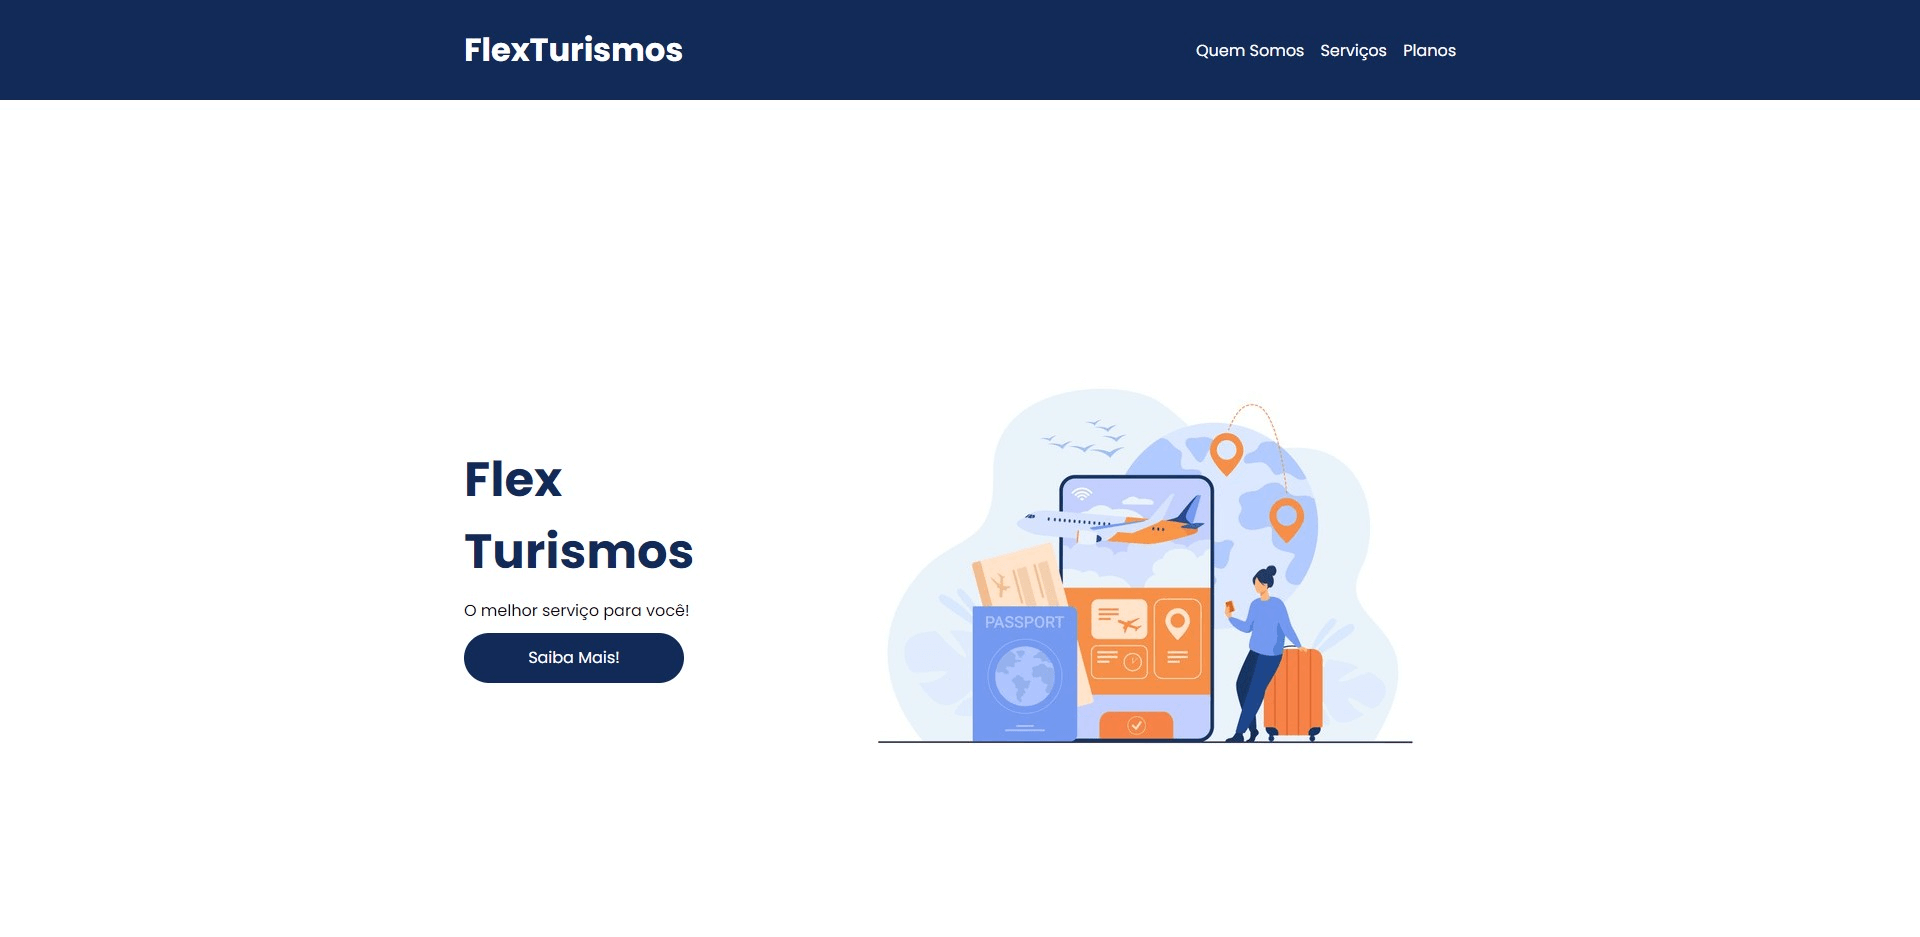 FlexTurismos
Quem Somos Serviços Planos
Flex
Turismos
O melhor serviço para você!
Saiba Mais!
PASSPORT